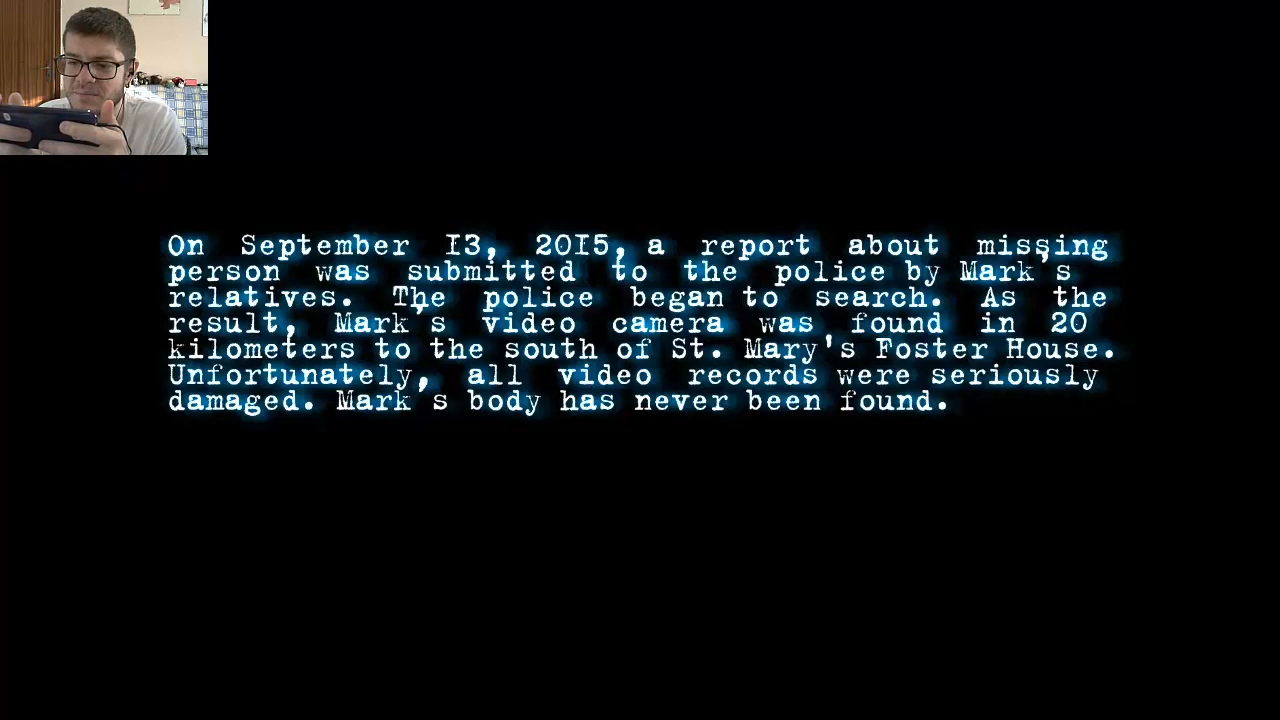 On September 13, 2015, a report about missing
person was submitted to the police by Mark's
relatives. The police began to search. As the
result, Mark's video camera was found in 20
kilometers to the south of St. Mary's Foster House.
Unfortunately, all video records were seriously
damaged. Mark's body has never been found.